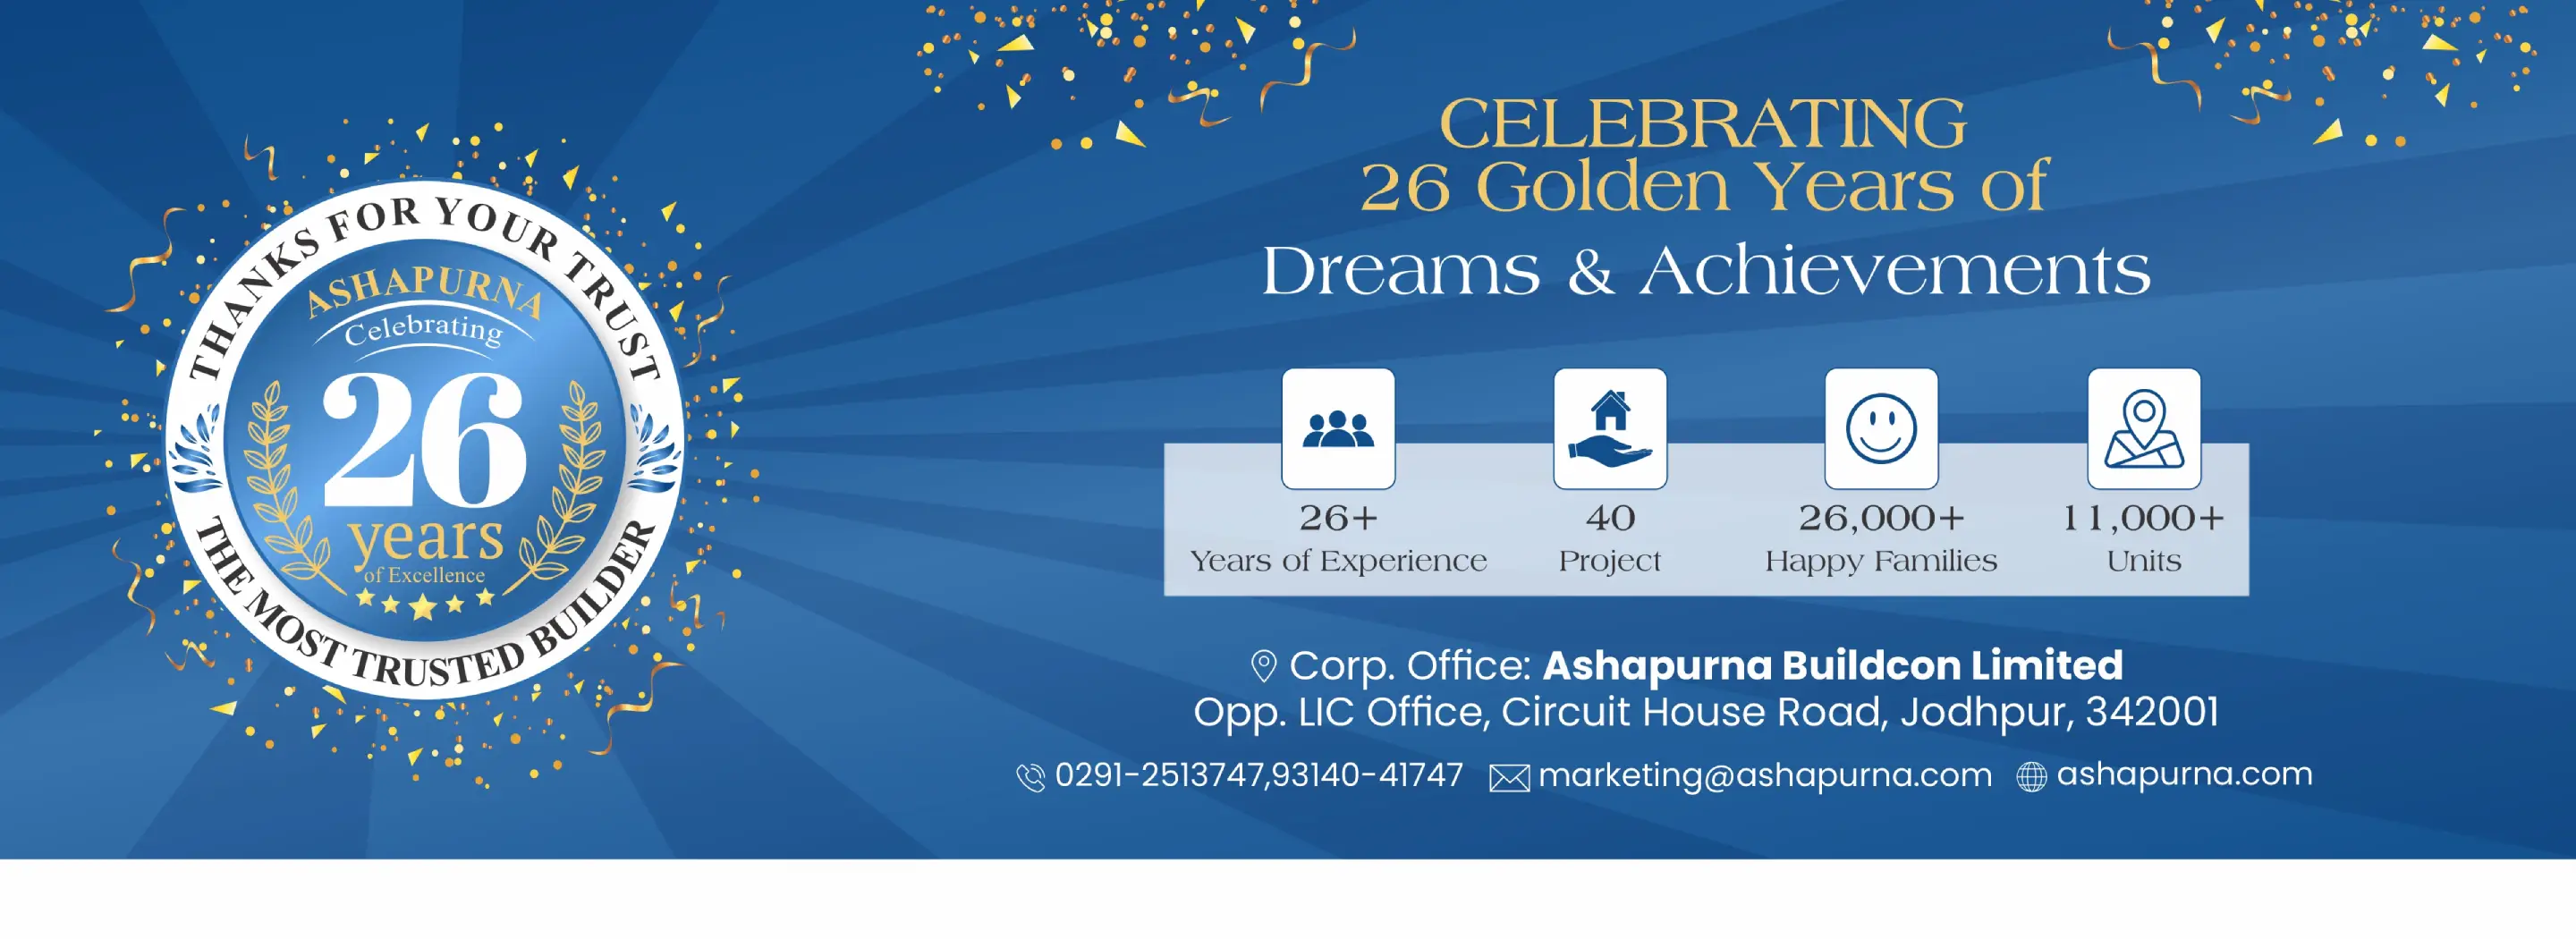 THANKS FOR YOUR TRUST
ASHAPURNA
Celebrating
26
years
of Excellence
THE MOST TRUSTED BUILDER
CELEBRATING
26 Golden Years of
Dreams & Achievements
26+
Years of Experience
40
Project
26,000+
Happy Families
11,000+
Units
Corp. Office: Ashapurna Buildcon Limited
Opp. LIC Office, Circuit House Road, Jodhpur, 342001
0291-2513747,93140-41747 marketing@ashapurna.com ashapurna.com